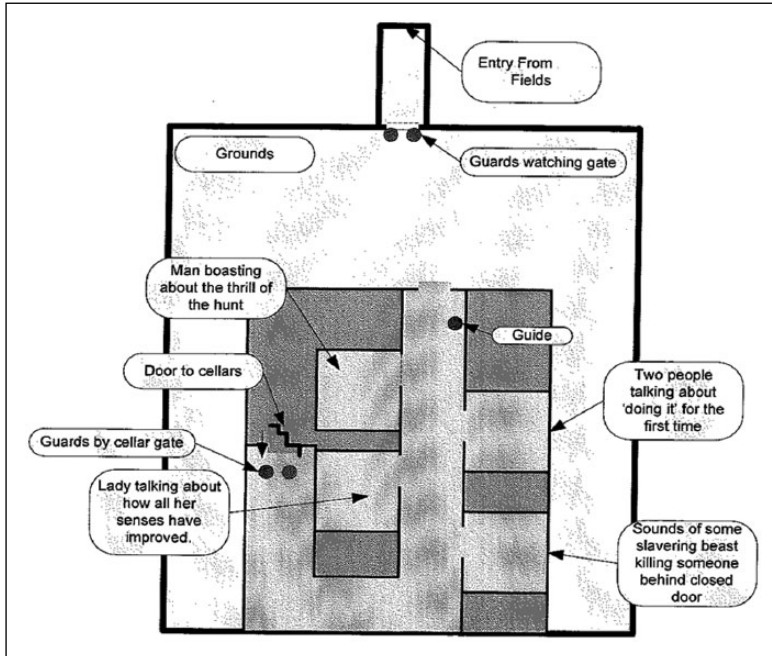 Entry From
Fields
Grounds
Guards watching gate
Man boasting
about the thrill of
the hunt
Guide
Door to cellars
Two people
talking about
'doing it' for the
first time
Guards by cellar gate
Lady talking about
how all her
senses have
improved.
Sounds of some
slavering beast
killing someone
behind closed
door